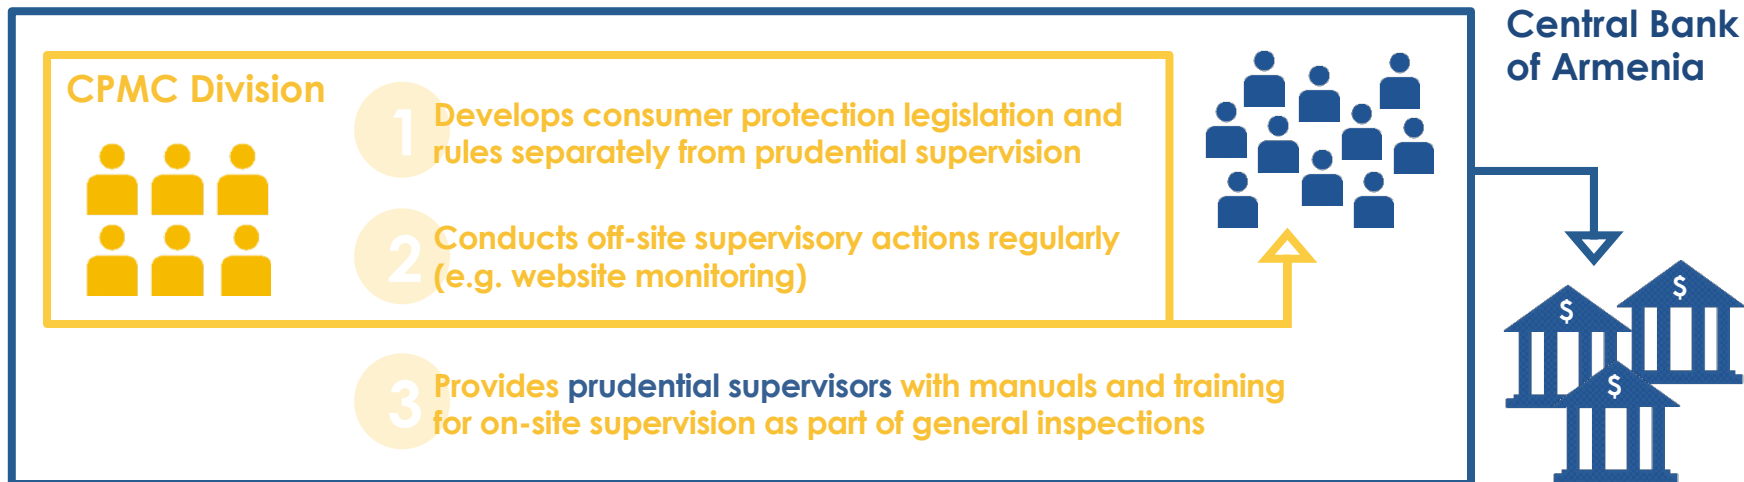 Central Bank
of Armenia
CPMC Division
1
Develops consumer protection legislation and
rules separately from prudential supervision
2
Conducts off-site supervisory actions regularly
(e.g. website monitoring)
3
Provides prudential supervisors with manuals and training
for on-site supervision as part of general inspections
$
$
$